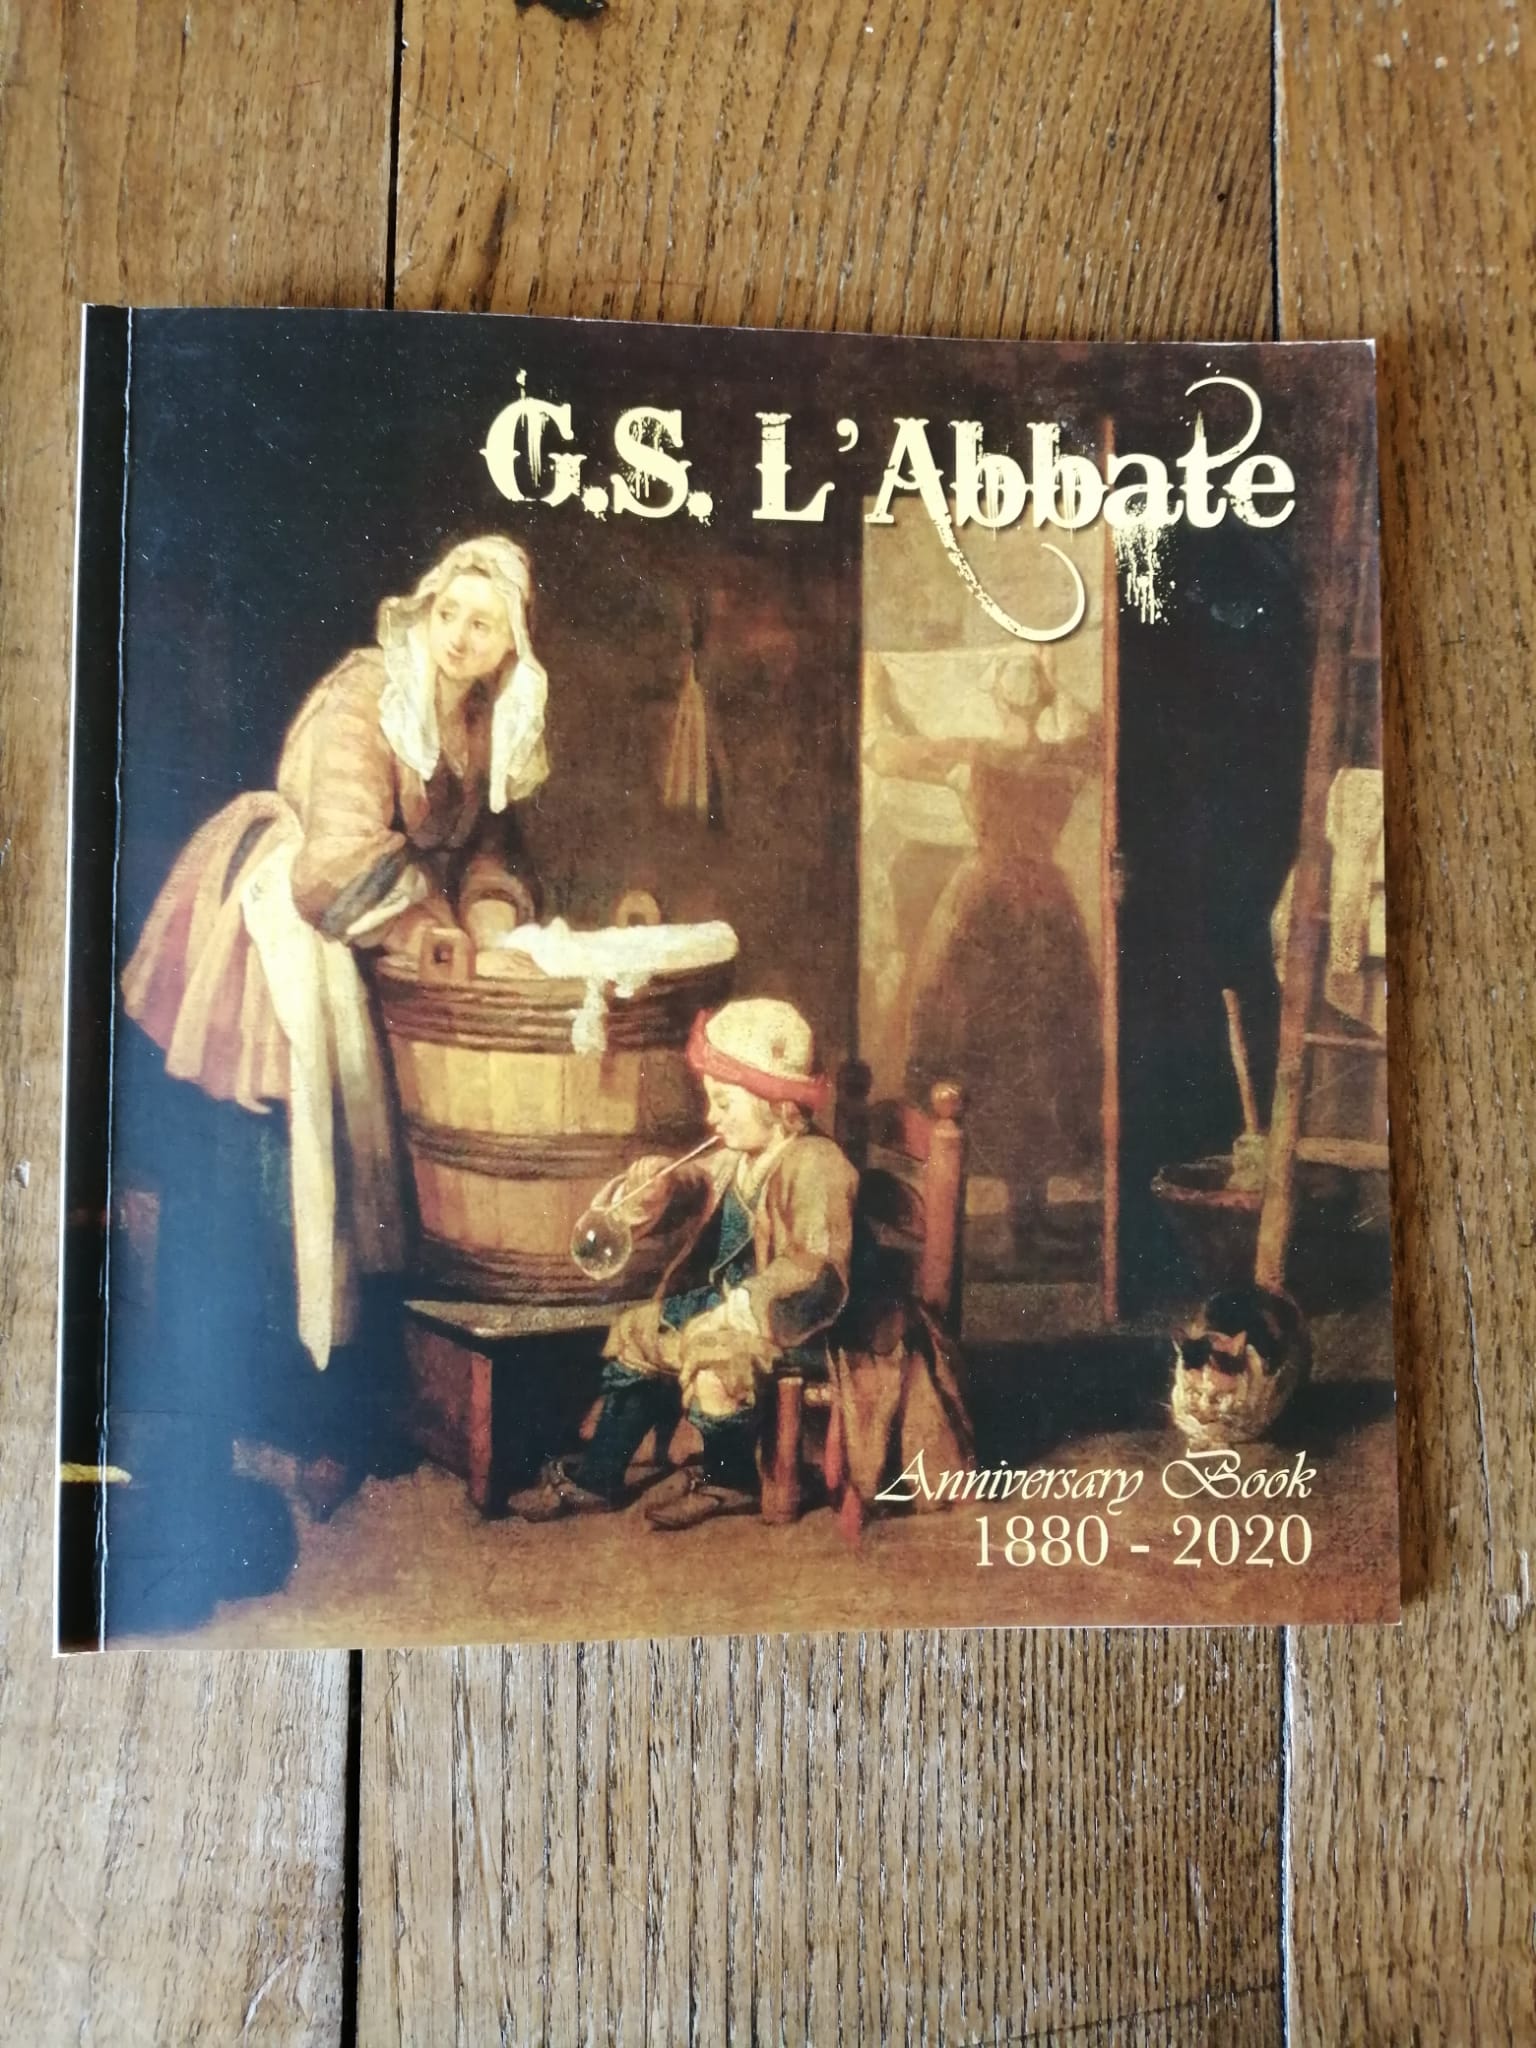 G.S. L'Abbate
Anniversary Book
1880 - 2020